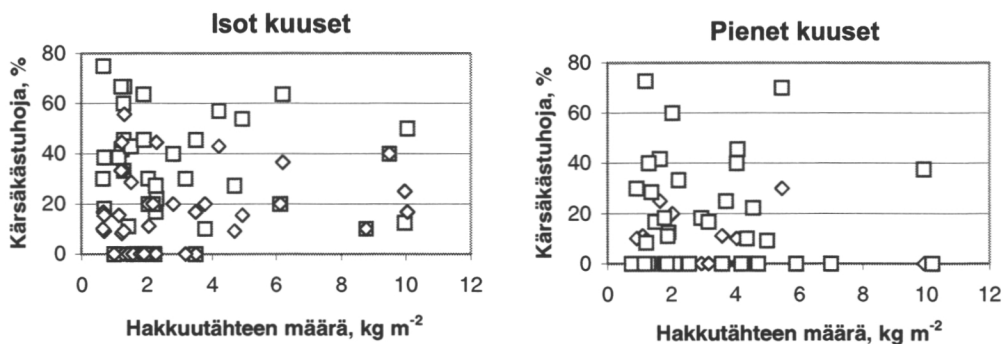 Isot kuuset
Kärsäkästuhoja, %
80
60
40
20
0
0 2 4 6 8 10 12
Hakkuutähteen määrä, kg m-2
Pienet kuuset
Kärsäkästuhoja, %
80
60
40
20
0
0 2 4 6 8 10 12
Hakkutähteen määrä, kg m-2